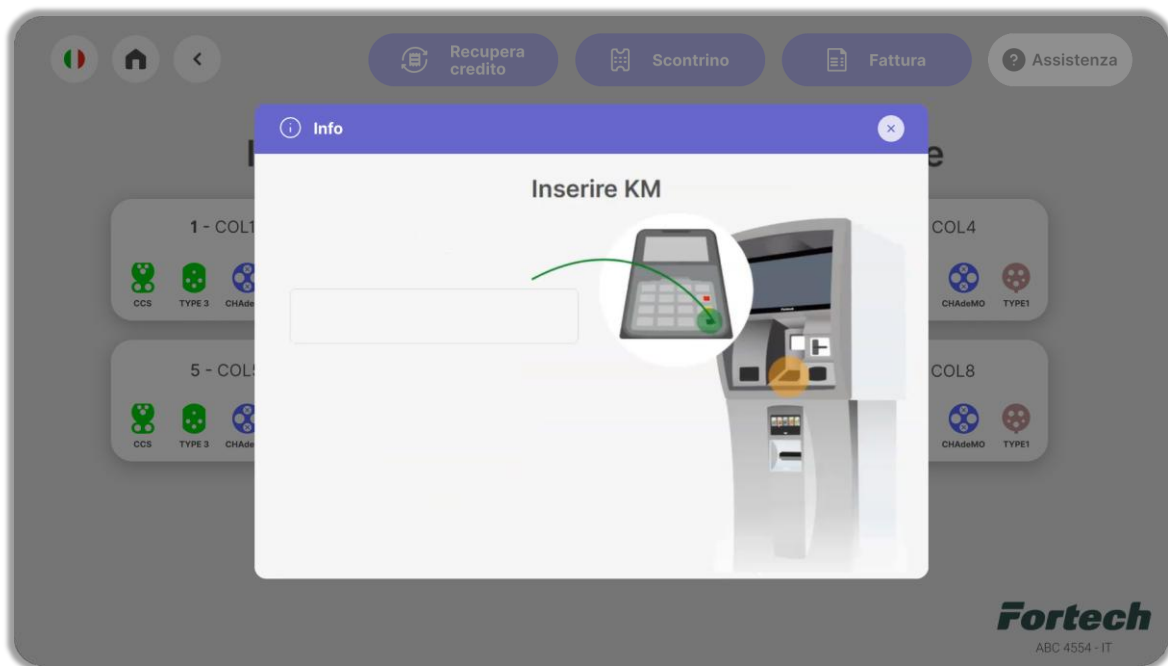 Recupera
credito
Scontrino
Fattura
? Assistenza
Info
Inserire KM
1 - COL1
COL4
CCS
TYPE 3
CHAdeMO
TYPE1
5 - COL
COL8
CCS
TYPE 3
CHAdeMO
TYPE1
Fortech
ABC 4554 - IT